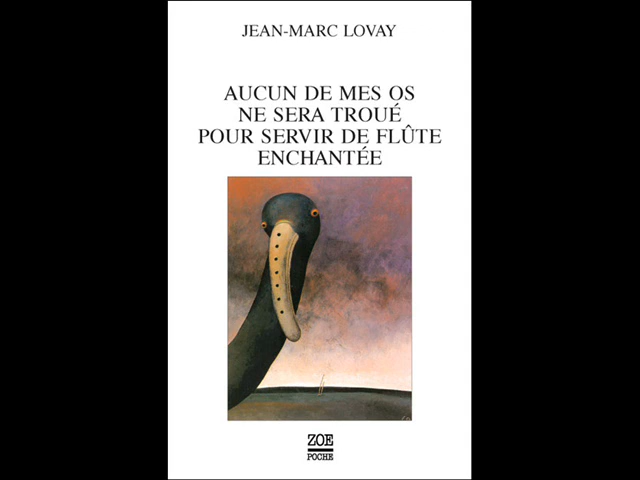 JEAN-MARC LOVAY
AUCUN DE MES OS
NE SERA TROUÉ
POUR SERVIR DE FLÛTE
ENCHANTÉE
ZOE
POCHE